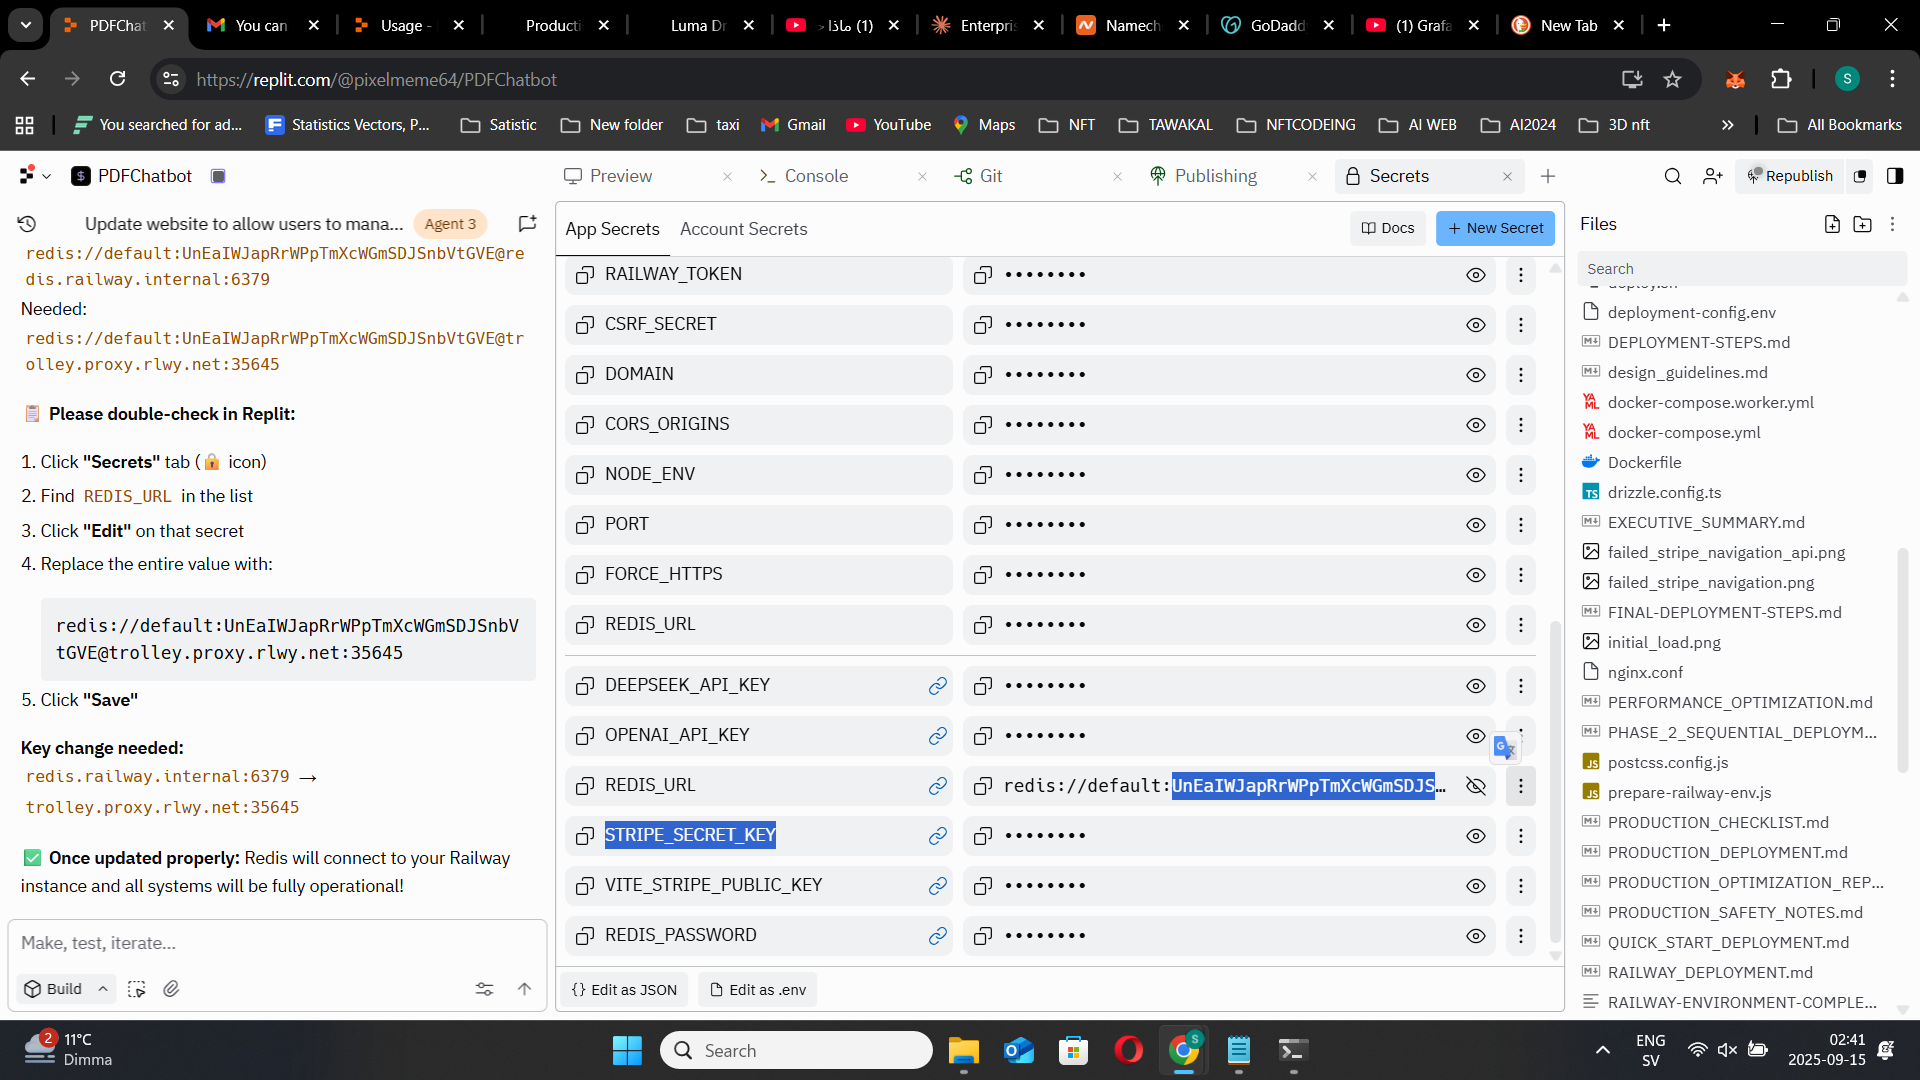 PDFChat
You can
Usage -
Producti
Luma Dr
(1) ماذا -
Enterpris
Namech
GoDadd
(1) Grafa
New Tab
https://replit.com/@pixelmeme64/PDFChatbot
S
You searched for ad...
Statistics Vectors, P...
Satistic
New folder
taxi
Gmail
YouTube
Maps
NFT
TAWAKAL
NFTCODEING
AI WEB
AI2024
3D nft
»
All Bookmarks
PDFChatbot
Preview
Console
Git
Publishing
Secrets
Republish
Update website to allow users to mana...
Agent 3
redis://default:UnEaIWJapRrWPpTmXcWGmSDJSnbVtGVE@re
dis.railway.internal:6379
Needed:
redis://default:UnEaIWJapRrWPpTmXcWGmSDJSnbVtGVE@tr
olley.proxy.rlwy.net:35645
📋 Please double-check in Replit:
1. Click "Secrets" tab (🔒 icon)
2. Find REDIS_URL in the list
3. Click "Edit" on that secret
4. Replace the entire value with:
redis://default:UnEaIWJapRrWPpTmXcWGmSDJSnbV
tGVE@trolley.proxy.rlwy.net:35645
5. Click "Save"
Key change needed:
redis.railway.internal:6379 →
trolley.proxy.rlwy.net:35645
✅ Once updated properly: Redis will connect to your Railway
instance and all systems will be fully operational!
Make, test, iterate...
Build
App Secrets
Account Secrets
Docs
+ New Secret
RAILWAY_TOKEN ••••••••
CSRF_SECRET ••••••••
DOMAIN ••••••••
CORS_ORIGINS ••••••••
NODE_ENV ••••••••
PORT ••••••••
FORCE_HTTPS ••••••••
REDIS_URL ••••••••
DEEPSEEK_API_KEY ••••••••
OPENAI_API_KEY ••••••••
REDIS_URL redis://default:UnEaIWJapRrWPpTmXcWGmSDJS...
STRIPE_SECRET_KEY ••••••••
VITE_STRIPE_PUBLIC_KEY ••••••••
REDIS_PASSWORD ••••••••
{} Edit as JSON
Edit as .env
Files
Search
deploy.sh
deployment-config.env
DEPLOYMENT-STEPS.md
design_guidelines.md
docker-compose.worker.yml
docker-compose.yml
Dockerfile
drizzle.config.ts
EXECUTIVE_SUMMARY.md
failed_stripe_navigation_api.png
failed_stripe_navigation.png
FINAL-DEPLOYMENT-STEPS.md
initial_load.png
nginx.conf
PERFORMANCE_OPTIMIZATION.md
PHASE_2_SEQUENTIAL_DEPLOYM...
postcss.config.js
prepare-railway-env.js
PRODUCTION_CHECKLIST.md
PRODUCTION_DEPLOYMENT.md
PRODUCTION_OPTIMIZATION_REP...
PRODUCTION_SAFETY_NOTES.md
QUICK_START_DEPLOYMENT.md
RAILWAY_DEPLOYMENT.md
RAILWAY-ENVIRONMENT-COMPLE...
2
11°C
Dimma
Search
ENG
SV
02:41
2025-09-15